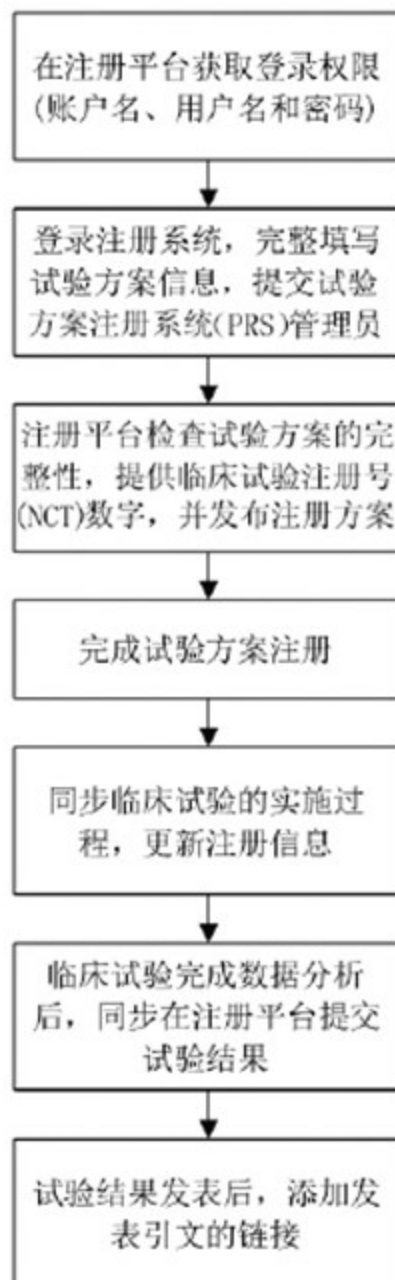 在注册平台获取登录权限
(账户名、用户名和密码)
登录注册系统，完整填写
试验方案信息，提交试验
方案注册系统(PRS)管理员
注册平台检查试验方案的完
整性，提供临床试验注册号
(NCT)数字，并发布注册方案
完成试验方案注册
同步临床试验的实施过
程，更新注册信息
临床试验完成数据分析
后，同步在注册平台提交
试验结果
试验结果发表后，添加发
表引文的链接